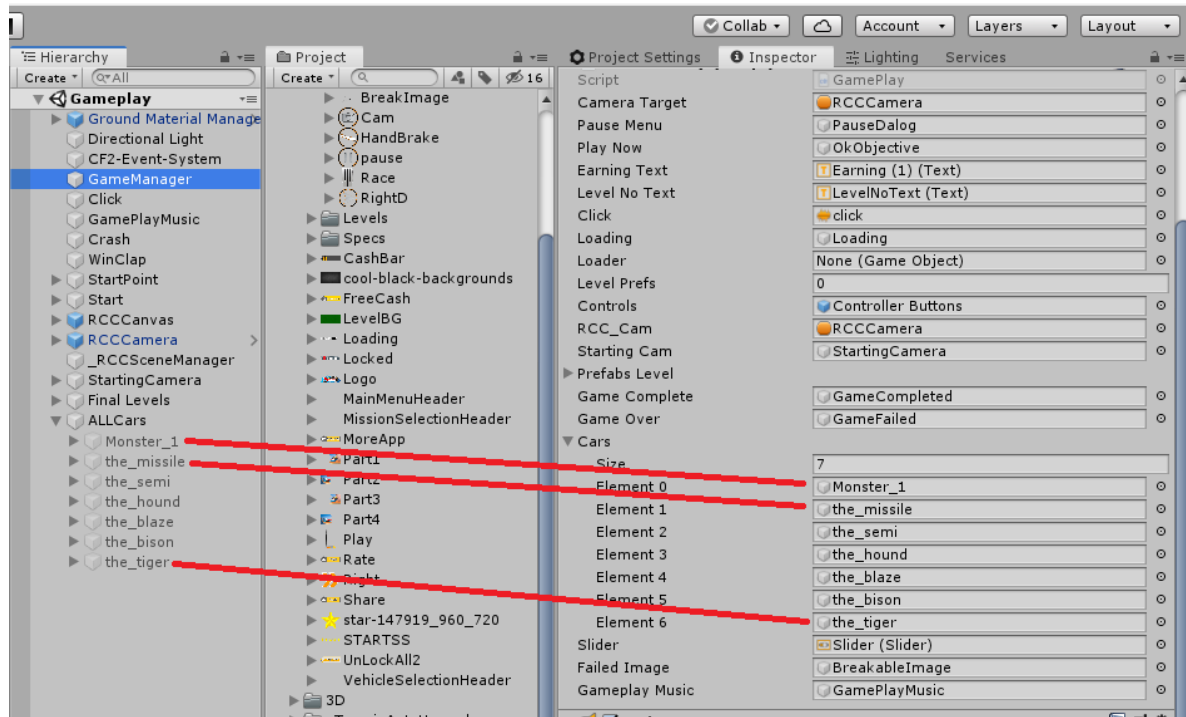 Collab
Account
Layers
Layout
Hierarchy
Create
All
Gameplay
Ground Material Manage
Directional Light
CF2-Event-System
GameManager
Click
GamePlayMusic
Crash
WinClap
StartPoint
Start
RCCCanvas
RCCCamera
_RCCSceneManager
StartingCamera
Final Levels
ALLCars
Monster_1
the_missile
the_semi
the_hound
the_blaze
the_bison
the_tiger
Project
Create
16
BreakImage
Cam
HandBrake
pause
Race
RightD
Levels
Specs
CashBar
cool-black-backgrounds
FreeCash
LevelBG
Loading
Locked
Logo
MainMenuHeader
MissionSelectionHeader
MoreApp
Part1
Part2
Part3
Part4
Play
Rate
Right
Share
star-147919_960_720
STARTSS
UnLockAll2
VehicleSelectionHeader
3D
Project Settings
Inspector
Lighting
Services
Script GamePlay
Camera Target RCCCamera
Pause Menu PauseDalog
Play Now OkObjective
Earning Text Earning (1) (Text)
Level No Text LevelNoText (Text)
Click click
Loading Loading
Loader None (Game Object)
Level Prefs 0
Controls Controller Buttons
RCC_Cam RCCCamera
Starting Cam StartingCamera
Prefabs Level
Game Complete GameCompleted
Game Over GameFailed
Cars
Size 7
Element 0 Monster_1
Element 1 the_missile
Element 2 the_semi
Element 3 the_hound
Element 4 the_blaze
Element 5 the_bison
Element 6 the_tiger
Slider Slider (Slider)
Failed Image BreakableImage
Gameplay Music GamePlayMusic